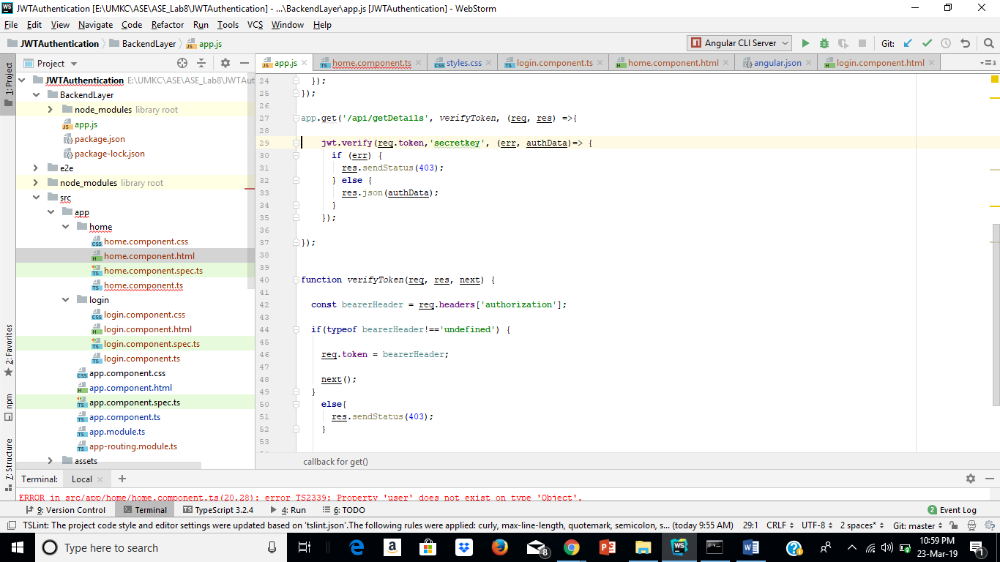 JWTAuthentication [E:\UMKC\ASE\ASE_Lab8\JWTAuthentication] - ...\BackendLayer\app.js [JWTAuthentication] - WebStorm
File Edit View Navigate Code Refactor Run Tools VCS Window Help
JWTAuthentication BackendLayer app.js Angular CLI Server Git:
Project
app.js home.component.ts styles.css login.component.ts home.component.html angular.json login.component.html 3
1: Project
2: Favorites
npm
7: Structure
JWTAuthentication E:\UMKC\ASE\ASE_Lab8\JWTAut
BackendLayer
node_modules library root
app.js
package.json
package-lock.json
e2e
node_modules library root
src
app
home
home.component.css
home.component.html
home.component.spec.ts
home.component.ts
login
login.component.css
login.component.html
login.component.spec.ts
login.component.ts
app.component.css
app.component.html
app.component.spec.ts
app.component.ts
app.module.ts
app-routing.module.ts
assets
24 });
25 });
26
27 app.get('/api/getDetails', verifyToken, (req, res) =>{
28
29 jwt.verify(req.token,'secretkey', (err, authData)=> {
30 if (err) {
31 res.sendStatus(403);
32 } else {
33 res.json(authData);
34 }
35 });
36
37 });
38
39
40 function verifyToken(req, res, next) {
41
42 const bearerHeader = req.headers['authorization'];
43
44 if(typeof bearerHeader!=='undefined') {
45
46 req.token = bearerHeader;
47
48 next();
49 }
50 else{
51 res.sendStatus(403);
52 }
53
callback for get()
Terminal: Local
ERROR in src/app/home/home.component.ts(20,28): error TS2339: Property 'user' does not exist on type 'Object'.
9: Version Control Terminal TypeScript 3.2.4 4: Run 6: TODO 2 Event Log
TSLint: The project code style and editor settings were updated based on 'tslint.json'.The following rules were applied: curly, max-line-length, quotemark, semicolon, s... (today 9:55 AM) 29:1 CRLF UTF-8 2 spaces* Git: master
Type here to search 8 10:59 PM
23-Mar-19 1